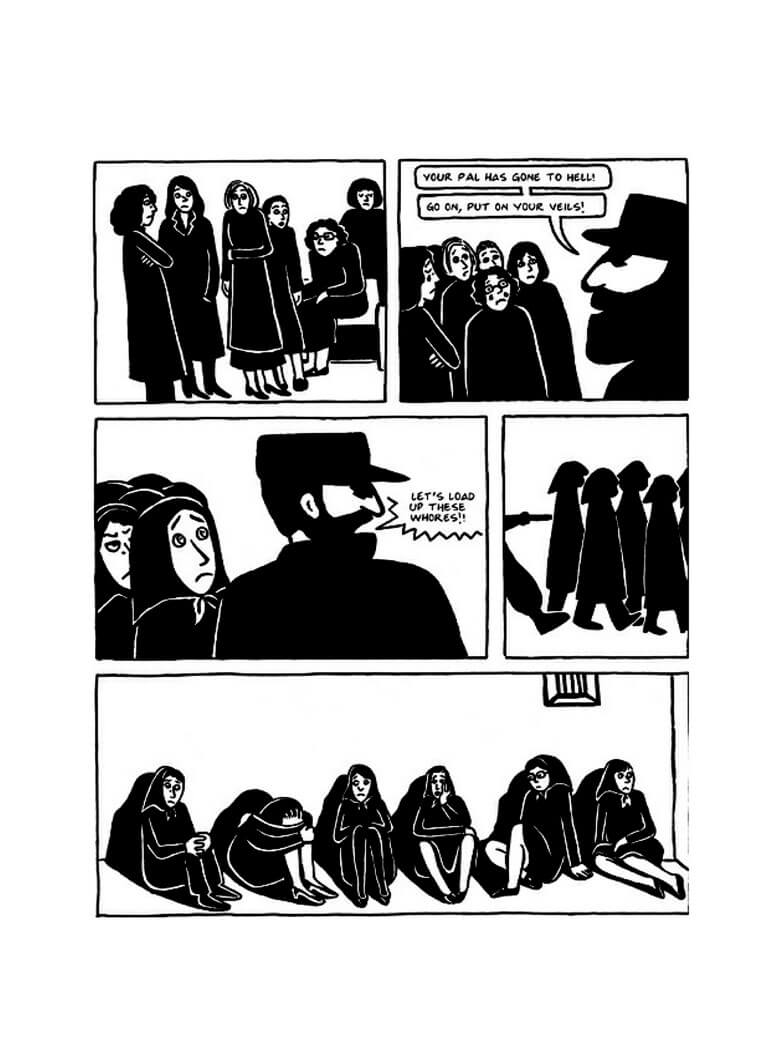 YOUR PAL HAS GONE TO HELL!
GO ON, PUT ON YOUR VEILS!
LET'S LOAD
UP THESE
WHORES!!